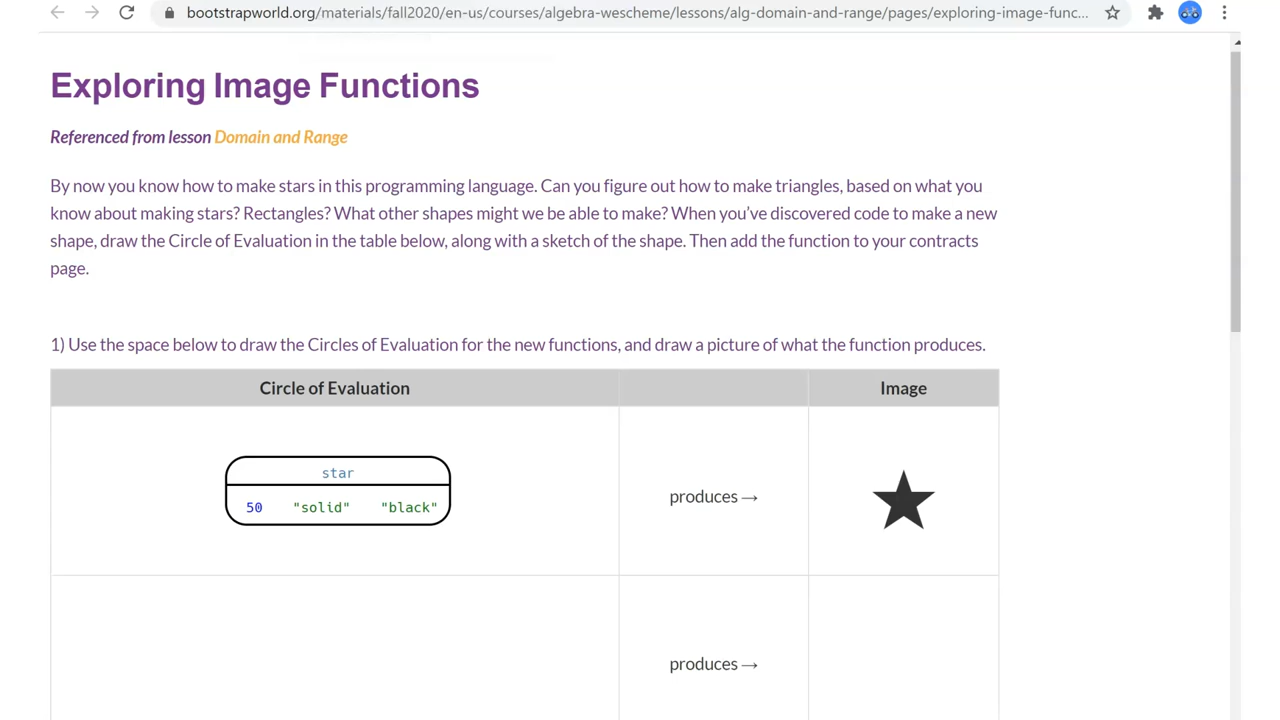 bootstrapworld.org/materials/fall2020/en-us/courses/algebra-wescheme/lessons/alg-domain-and-range/pages/exploring-image-func...
Exploring Image Functions
Referenced from lesson Domain and Range
By now you know how to make stars in this programming language. Can you figure out how to make triangles, based on what you
know about making stars? Rectangles? What other shapes might we be able to make? When you've discovered code to make a new
shape, draw the Circle of Evaluation in the table below, along with a sketch of the shape. Then add the function to your contracts
page.
1) Use the space below to draw the Circles of Evaluation for the new functions, and draw a picture of what the function produces.
Circle of Evaluation Image
star
50 "solid" "black"
produces →
produces →